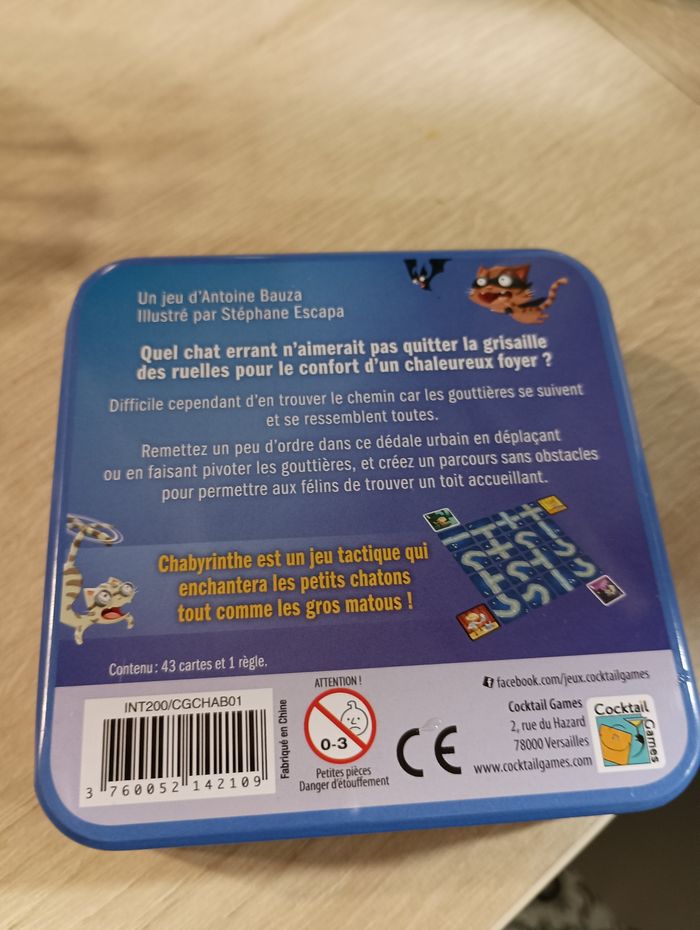 Un jeu d'Antoine Bauza
Illustré par Stéphane Escapa
Quel chat errant n'aimerait pas quitter la grisaille
des ruelles pour le confort d'un chaleureux foyer ?
Difficile cependant d'en trouver le chemin car les gouttières se suivent
et se ressemblent toutes.
Remettez un peu d'ordre dans ce dédale urbain en déplaçant
ou en faisant pivoter les gouttières, et créez un parcours sans obstacles
pour permettre aux félins de trouver un toit accueillant.
Chabyrinthe est un jeu tactique qui
enchantera les petits chatons
tout comme les gros matous !
Contenu : 43 cartes et 1 règle.
INT200/CGCHAB01
3 760052 142109
Fabriqué en Chine
ATTENTION !
0-3
Petites pièces
Danger d'étouffement
CE
facebook.com/jeux.cocktailgames
Cocktail Games
2, rue du Hazard
78000 Versailles
www.cocktailgames.com
Cocktail
Games